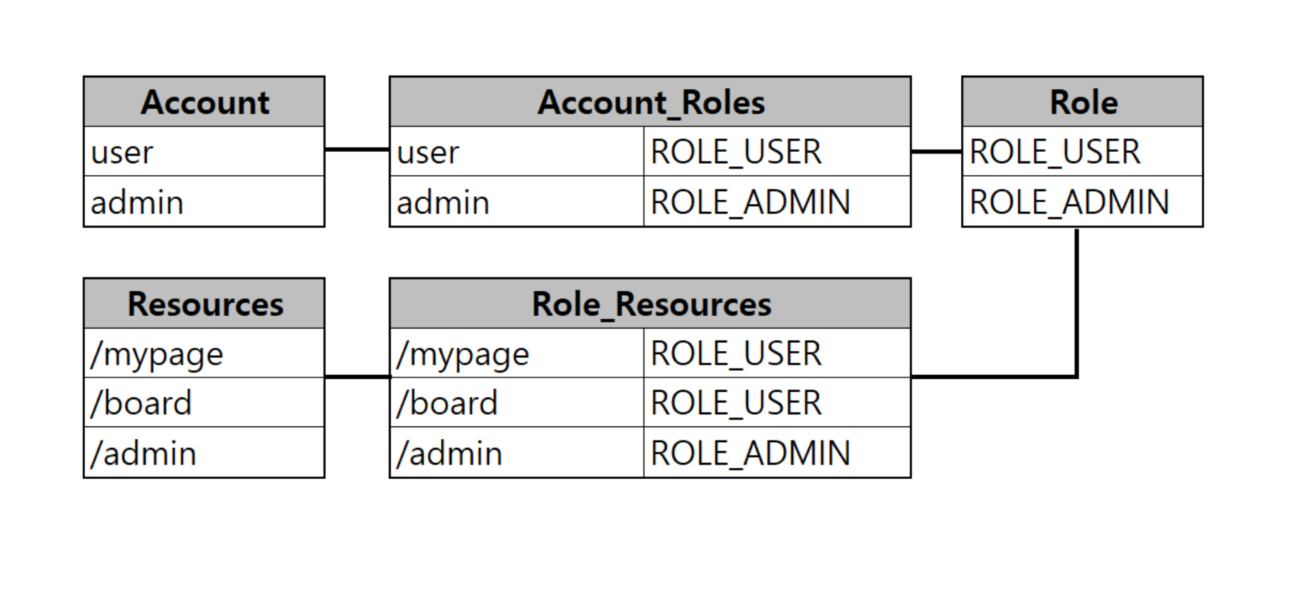 Account
user
admin
Account_Roles
user ROLE_USER
admin ROLE_ADMIN
Role
ROLE_USER
ROLE_ADMIN
Resources
/mypage
/board
/admin
Role_Resources
/mypage ROLE_USER
/board ROLE_USER
/admin ROLE_ADMIN